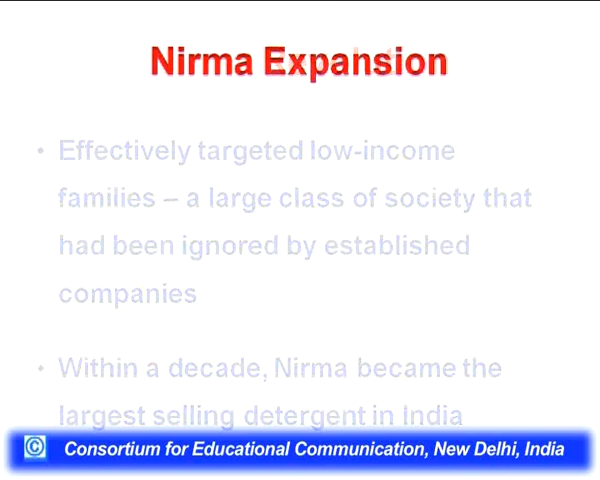 Nirma Expansion
• Effectively targeted low-income
families – a large class of society that
had been ignored by established
companies
• Within a decade, Nirma became the
largest selling detergent in India
© Consortium for Educational Communication, New Delhi, India